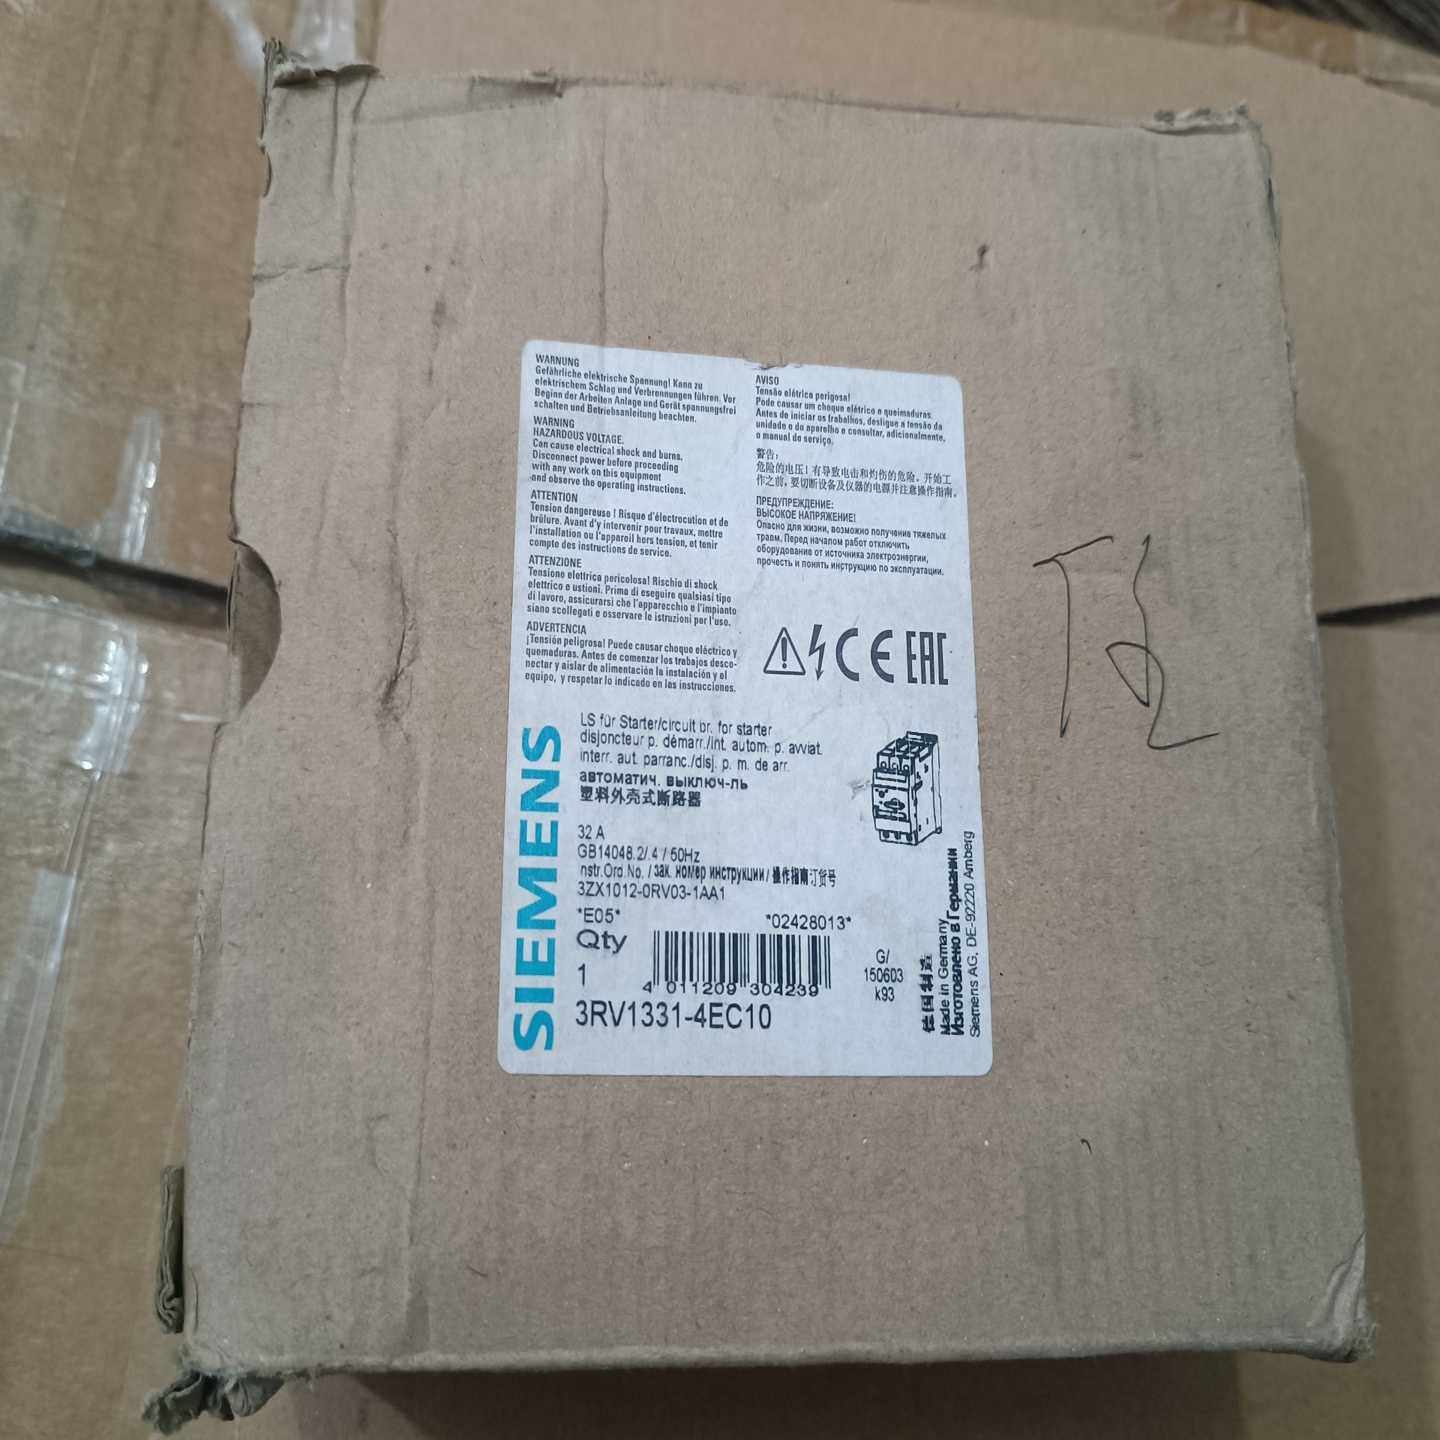 WARNUNG
Gefährliche elektrische Spannung! Kann zu
elektrischem Schlag und Verbrennungen führen. Vor
Beginn der Arbeiten Anlage und Gerät spannungsfrei
schalten und Betriebsanleitung beachten.
WARNING
HAZARDOUS VOLTAGE.
Can cause electrical shock and burns.
Disconnect power before proceeding
with any work on this equipment
and observe the operating instructions.
ATTENTION
Tension dangereuse ! Risque d'électrocution et de
brûlure. Avant d'y intervenir pour travaux, mettre
l'installation ou l'appareil hors tension, et tenir
compte des instructions de service.
ATTENZIONE
Tensione elettrica pericolosa! Rischio di shock
elettrico e ustioni. Prima di eseguire qualsiasi tipo
di lavoro, assicurarsi che l'apparecchio e l'impianto
siano scollegati e osservare le istruzioni per l'uso.
ADVERTENCIA
¡Tensión peligrosa! Puede causar choque eléctrico y
quemaduras. Antes de comenzar los trabajos desco-
nectar y aislar de alimentación la instalación y el
equipo, y respetar lo indicado en las instrucciones.
AVISO
Tensão elétrica perigosa!
Pode causar um choque elétrico e queimaduras.
Antes de iniciar os trabalhos, desligue a tensão da
unidade o do aparelho e consultar, adicionalmente,
o manual do serviço.
警告:
危险的电压! 有导致电击和灼伤的危险。开始工
作之前,要切断设备及仪器的电源并注意操作指南。
ПРЕДУПРЕЖДЕНИЕ:
ВЫСОКОЕ НАПРЯЖЕНИЕ!
Опасно для жизни, возможно получение тяжелых
травм. Перед началом работ отключить
оборудование от источника электроэнергии,
прочесть и понять инструкцию по эксплуатации.
CE EAC
SIEMENS
LS für Starter/circuit br. for starter
disjoncteur p. démarr./int. autom. p. avviat.
interr. aut. parranc./disj. p. m. de arr.
автоматич. выключ-ль
塑料外壳式断路器
32 A
GB14048.2/.4 / 50Hz
nstr.Ord.No. / зак. номер инструкции / 操作指南订货号
3ZX1012-0RV03-1AA1
*E05*
*02428013*
Qty
1
4 011209 304239
3RV1331-4EC10
G/
150603
k93
德国制造
Made in Germany
Изготовлено в Германии
Siemens AG, DE-92220 Amberg